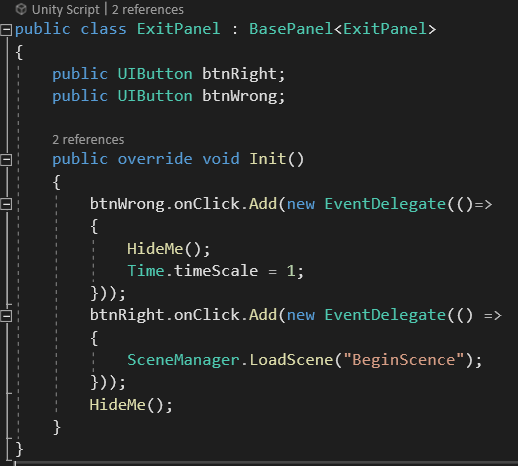 Unity Script | 2 references
public class ExitPanel : BasePanel<ExitPanel>
{
public UIButton btnRight;
public UIButton btnWrong;
2 references
public override void Init()
{
btnWrong.onClick.Add(new EventDelegate(()=>
{
HideMe();
Time.timeScale = 1;
}));
btnRight.onClick.Add(new EventDelegate(() =>
{
SceneManager.LoadScene("BeginScence");
}));
HideMe();
}
}